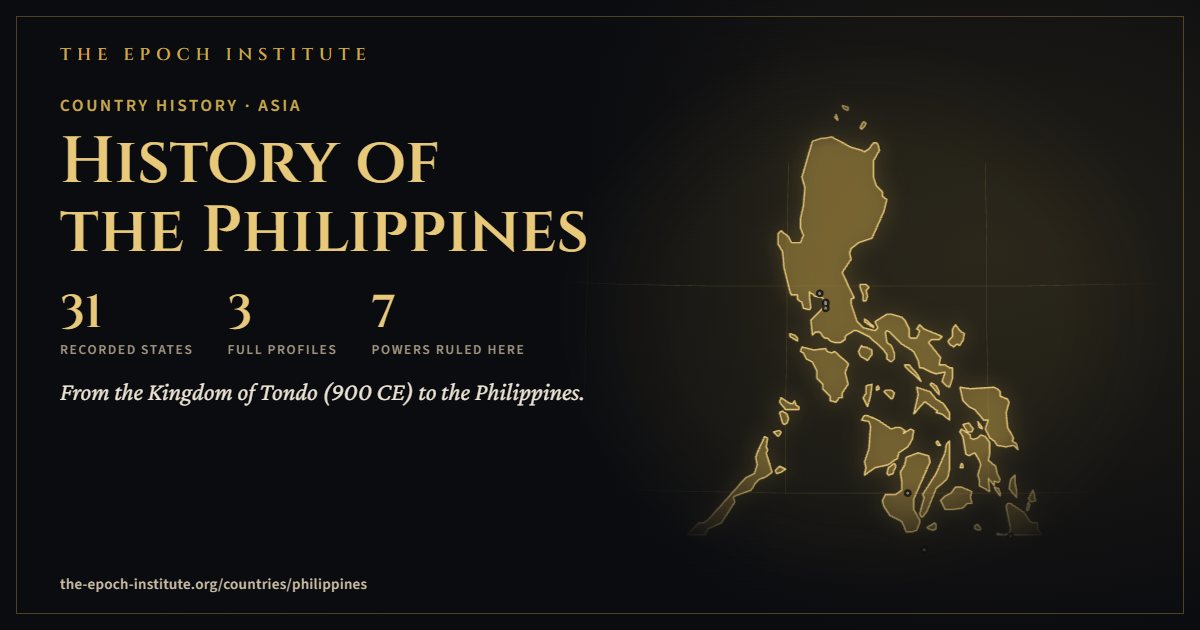 THE EPOCH INSTITUTE
COUNTRY HISTORY · ASIA
HISTORY OF
THE PHILIPPINES
31 3 7
RECORDED STATES FULL PROFILES POWERS RULED HERE
From the Kingdom of Tondo (900 CE) to the Philippines.
the-epoch-institute.org/countries/philippines